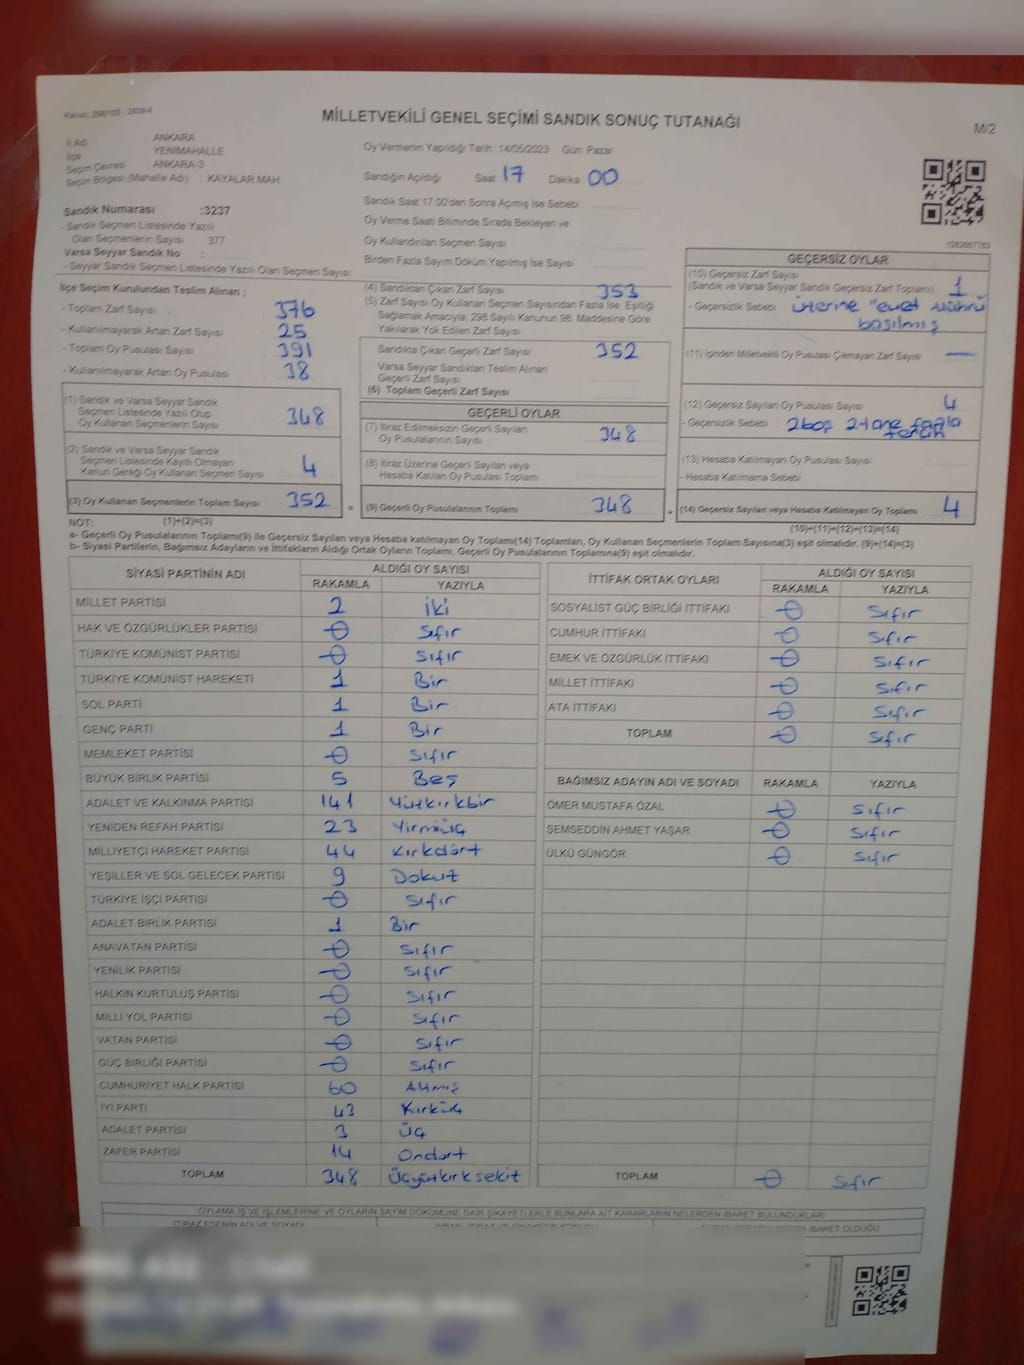 Kanun: 298/105 - 2839/4
MİLLETVEKİLİ GENEL SEÇİMİ SANDIK SONUÇ TUTANAĞI
M/2
İl Adı ANKARA
İlçe YENİMAHALLE
Seçim Çevresi ANKARA-3
Seçim Bölgesi (Mahalle Adı) : KAYALAR MAH.
Oy Vermenin Yapıldığı Tarih 14/05/2023 Gün: Pazar
Sandığın Açıldığı Saat 17 Dakika 00
Sandık Saat 17:00'den Sonra Açılmış İse Sebebi
Oy Verme Saati Bitiminde Sırada Bekleyen ve
Oy Kullandırılan Seçmen Sayısı
Birden Fazla Sayım Döküm Yapılmış İse Sayısı
Sandık Numarası :3237
- Sandık Seçmen Listesinde Yazılı
Olan Seçmenlerin Sayısı 377
Varsa Seyyar Sandık No :
- Seyyar Sandık Seçmen Listesinde Yazılı Olan Seçmen Sayısı:
İlçe Seçim Kurulundan Teslim Alınan ;
- Toplam Zarf Sayısı : 376
- Kullanılmayarak Artan Zarf Sayısı : 25
- Toplam Oy Pusulası Sayısı : 391
- Kullanılmayarak Artan Oy Pusulası : 38
(1) Sandık ve Varsa Seyyar Sandık
Seçmen Listesinde Yazılı Olup
Oy Kullanan Seçmenlerin Sayısı 348
(2) Sandık ve Varsa Seyyar Sandık
Seçmen Listesinde Kayıtlı Olmayan
Kanun Gereği Oy Kullanan Seçmen Sayısı 4
(3) Oy Kullanan Seçmenlerin Toplam Sayısı 352
(1)+(2)=(3)
(4) Sandıktan Çıkan Zarf Sayısı 353
(5) Zarf Sayısı Oy Kullanan Seçmen Sayısından Fazla İse, Eşitliği
Sağlamak Amacıyla, 298 Sayılı Kanunun 98. Maddesine Göre
Yakılarak Yok Edilen Zarf Sayısı
Sandıkta Çıkan Geçerli Zarf Sayısı 352
Varsa Seyyar Sandıktan Teslim Alınan
Geçerli Zarf Sayısı
(6) Toplam Geçerli Zarf Sayısı
GEÇERLİ OYLAR
(7) İtiraz Edilmeksizin Geçerli Sayılan
Oy Pusulalarının Sayısı 348
(8) İtiraz Üzerine Geçerli Sayılan veya
Hesaba Katılan Oy Pusulası Toplamı
= (9) Geçerli Oy Pusulalarının Toplamı 348
GEÇERSİZ OYLAR
(10) Geçersiz Zarf Sayısı
(Sandık ve Varsa Seyyar Sandık Geçersiz Zarf Toplamı) 1
- Geçersizlik Sebebi : üzerine "evet mührü
basılmış
(11) İçinden Milletvekili Oy Pusulası Çıkmayan Zarf Sayısı —
(12) Geçersiz Sayılan Oy Pusulası Sayısı 4
- Geçersizlik Sebebi : 2 boş 2 tane fazla
(13) Hesaba Katılmayan Oy Pusulası Sayısı
- Hesaba Katılmama Sebebi
+ (14) Geçersiz Sayılan veya Hesaba Katılmayan Oy Toplamı 4
(10)+(11)+(12)+(13)=(14)
NOT:
a- Geçerli Oy Pusulalarının Toplamı(9) ile Geçersiz Sayılan veya Hesaba katılmayan Oy Toplamı(14) Toplamları, Oy Kullanan Seçmenlerin Toplam Sayısına(3) eşit olmalıdır. (9)+(14)=(3)
b- Siyasi Partilerin, Bağımsız Adayların ve İttifakların Aldığı Ortak Oyların Toplamı, Geçerli Oy Pusulalarının Toplamına(9) eşit olmalıdır.
SİYASİ PARTİNİN ADI ALDIĞI OY SAYISI
RAKAMLA YAZIYLA
MİLLET PARTİSİ 2 iki
HAK VE ÖZGÜRLÜKLER PARTİSİ 0 Sıfır
TÜRKİYE KOMÜNİST PARTİSİ 0 Sıfır
TÜRKİYE KOMÜNİST HAREKETİ 1 Bir
SOL PARTİ 1 Bir
GENÇ PARTİ 1 Bir
MEMLEKET PARTİSİ 0 Sıfır
BÜYÜK BİRLİK PARTİSİ 5 Beş
ADALET VE KALKINMA PARTİSİ 141 Yüzkırkbir
YENİDEN REFAH PARTİSİ 23 Yirmiüç
MİLLİYETÇİ HAREKET PARTİSİ 44 Kırkdört
YEŞİLLER VE SOL GELECEK PARTİSİ 9 Dokuz
TÜRKİYE İŞÇİ PARTİSİ 0 Sıfır
ADALET BİRLİK PARTİSİ 1 Bir
ANAVATAN PARTİSİ 0 Sıfır
YENİLİK PARTİSİ 0 Sıfır
HALKIN KURTULUŞ PARTİSİ 0 Sıfır
MİLLİ YOL PARTİSİ 0 Sıfır
VATAN PARTİSİ 0 Sıfır
GÜÇ BİRLİĞİ PARTİSİ 0 Sıfır
CUMHURİYET HALK PARTİSİ 60 Altmış
İYİ PARTİ 43 Kırküç
ADALET PARTİSİ 3 Üç
ZAFER PARTİSİ 14 Ondört
TOPLAM 348 Üçyüzkırksekiz
İTTİFAK ORTAK OYLARI ALDIĞI OY SAYISI
RAKAMLA YAZIYLA
SOSYALİST GÜÇ BİRLİĞİ İTTİFAKI 0 Sıfır
CUMHUR İTTİFAKI 0 Sıfır
EMEK VE ÖZGÜRLÜK İTTİFAKI 0 Sıfır
MİLLET İTTİFAKI 0 Sıfır
ATA İTTİFAKI 0 Sıfır
TOPLAM 0 Sıfır
BAĞIMSIZ ADAYIN ADI VE SOYADI RAKAMLA YAZIYLA
ÖMER MUSTAFA ÖZAL 0 Sıfır
ŞEMSEDDİN AHMET YAŞAR 0 Sıfır
ÜLKÜ GÜNGÖR 0 Sıfır
TOPLAM 0 Sıfır
OYLAMA İŞ VE İŞLEMLERİNE VE OYLARIN SAYIM DÖKÜMÜNE DAİR ŞİKAYETLERLE BUNLARA AİT KARARLARIN NELERDEN İBARET BULUNDUKLARI
İTİRAZ EDENİN ADI VE SOYADI
İBARET OLDUĞU